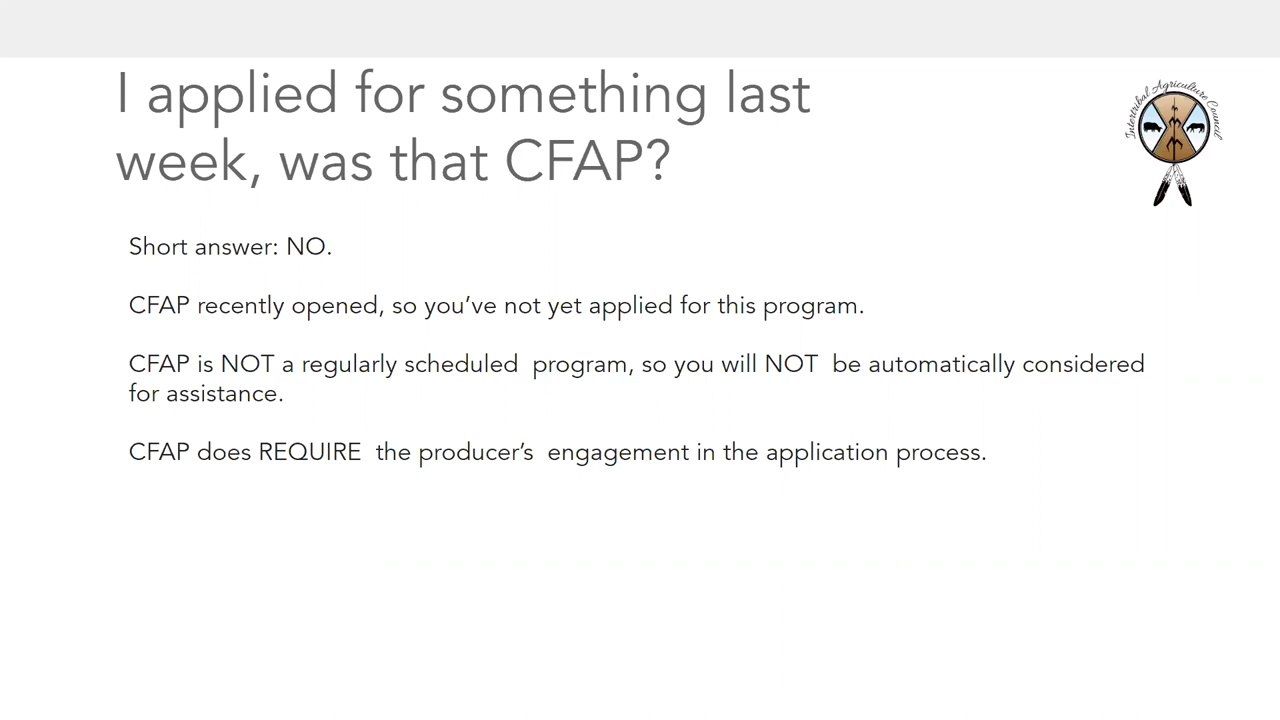 I applied for something last
week, was that CFAP?
Intertribal Agriculture Council
Short answer: NO.
CFAP recently opened, so you’ve not yet applied for this program.
CFAP is NOT a regularly scheduled  program, so you will NOT  be automatically considered
for assistance.
CFAP does REQUIRE  the producer’s  engagement in the application process.